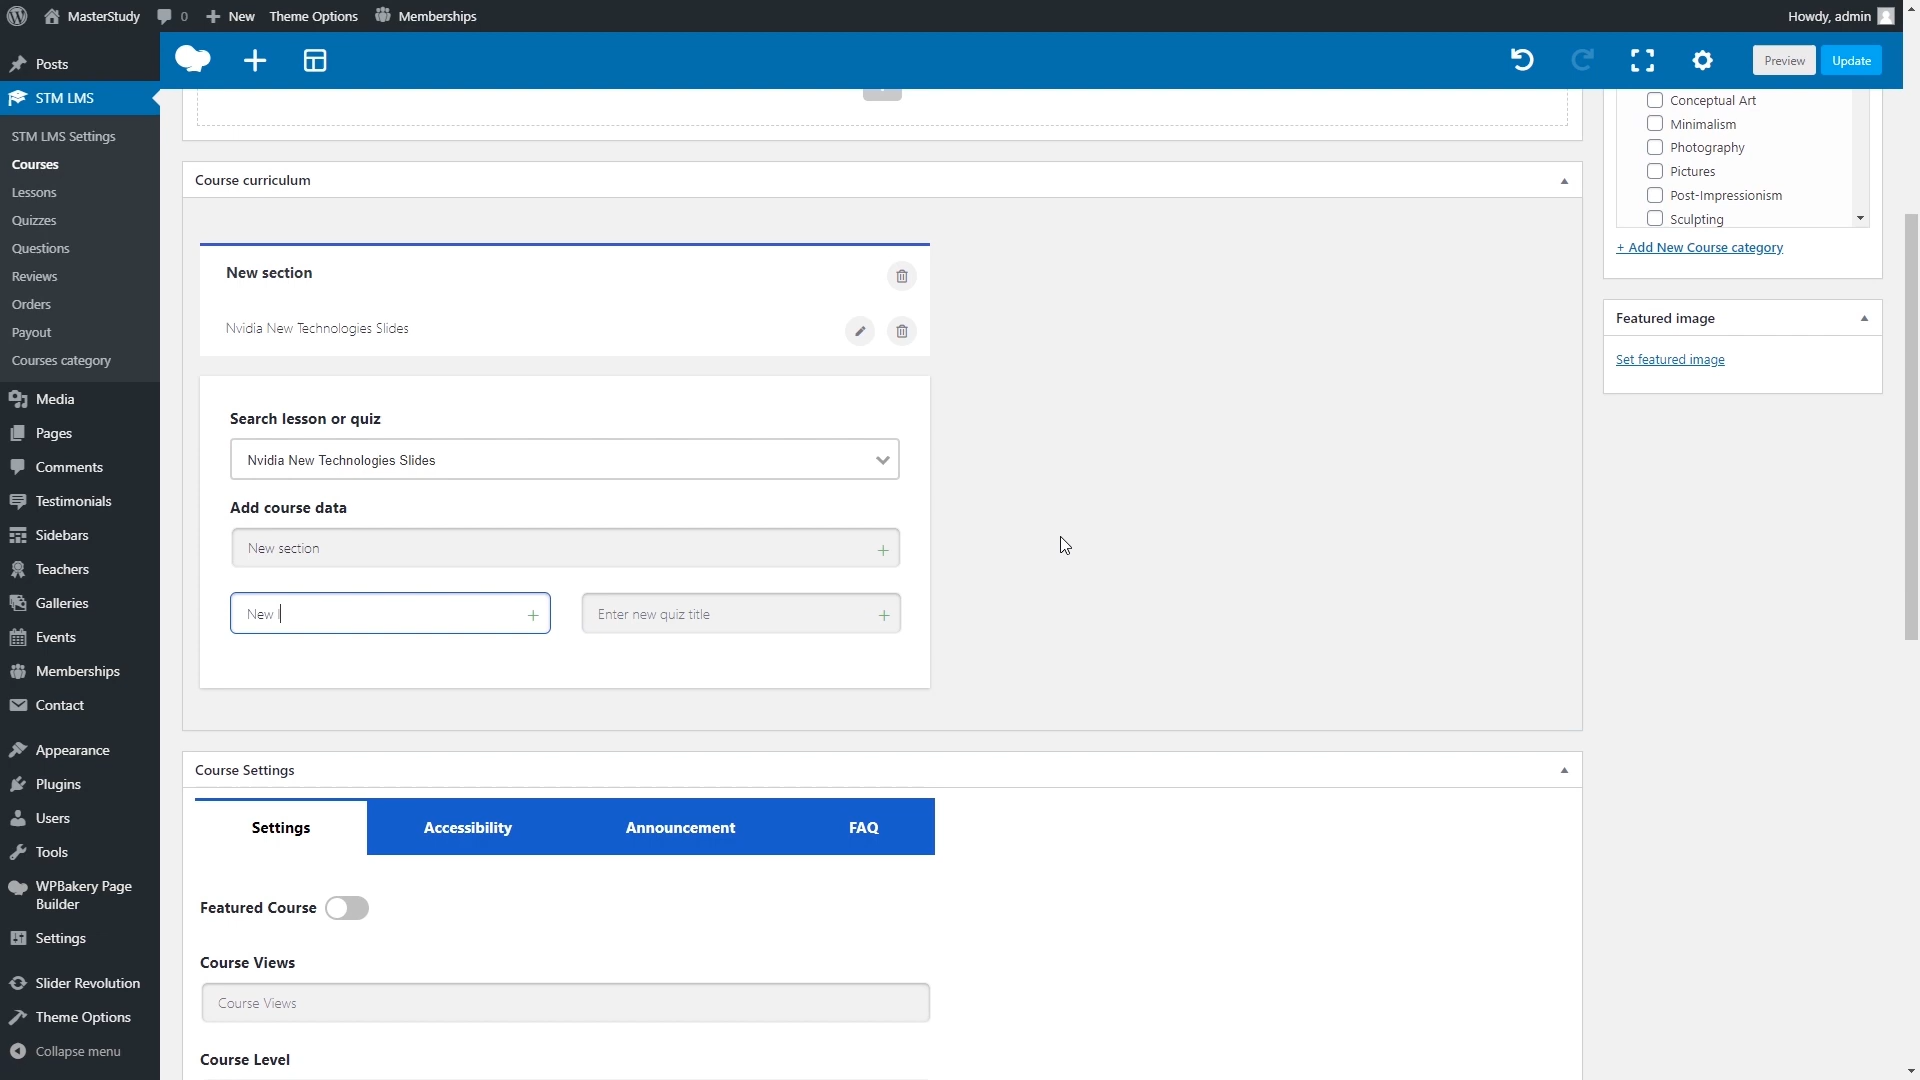 MasterStudy
0
New
Theme Options
Memberships
Howdy, admin
Preview
Update
Posts
STM LMS
STM LMS Settings
Courses
Lessons
Quizzes
Questions
Reviews
Orders
Payout
Courses category
Media
Pages
Comments
Testimonials
Sidebars
Teachers
Galleries
Events
Memberships
Contact
Appearance
Plugins
Users
Tools
WPBakery Page
Builder
Settings
Slider Revolution
Theme Options
Collapse menu
Course curriculum
New section
Nvidia New Technologies Slides
Search lesson or quiz
Nvidia New Technologies Slides
Add course data
New section
New l
Enter new quiz title
Course Settings
Settings
Accessibility
Announcement
FAQ
Featured Course
Course Views
Course Views
Course Level
Conceptual Art
Minimalism
Photography
Pictures
Post-Impressionism
Sculpting
+ Add New Course category
Featured image
Set featured image